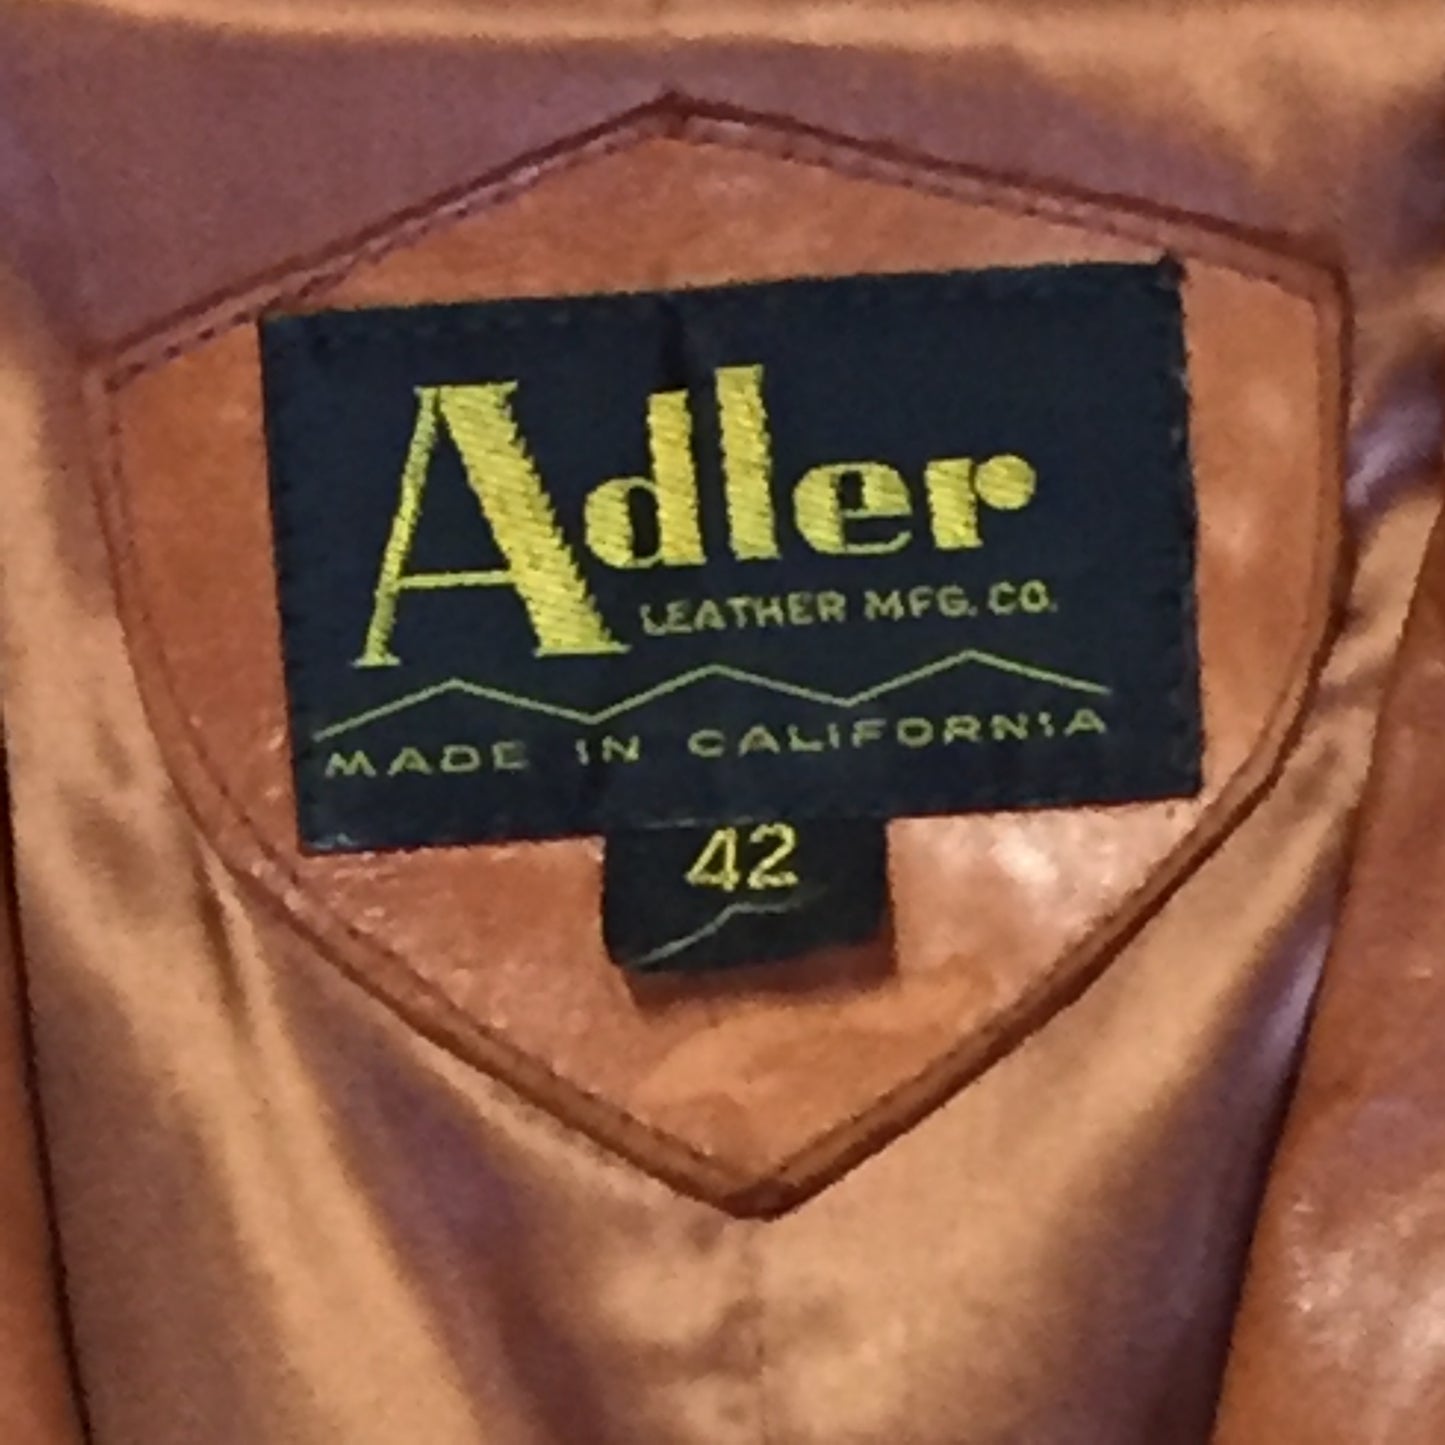 Adler
LEATHER MFG. CO.
MADE IN CALIFORNIA
42